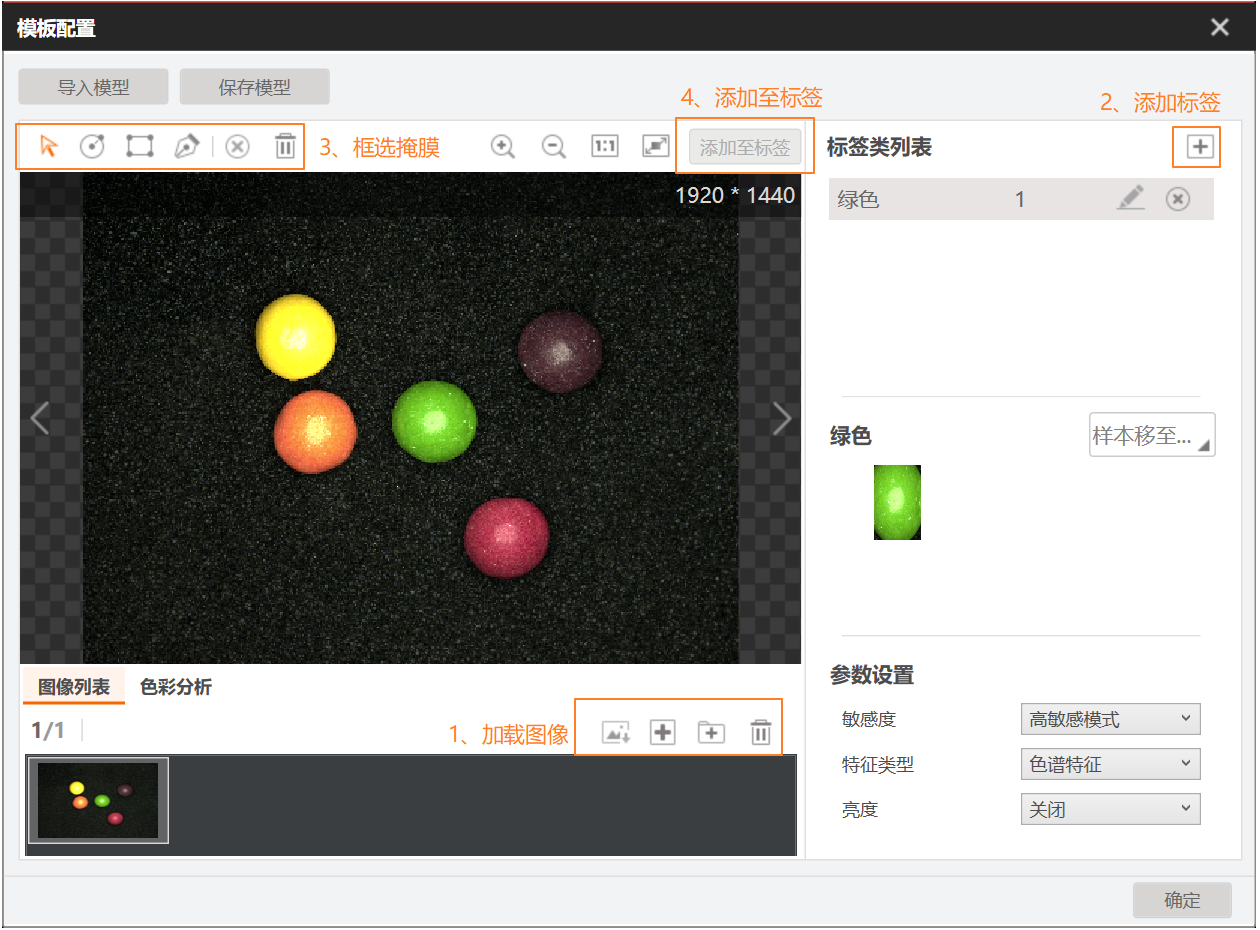 模板配置
导入模型
保存模型
4、添加至标签
2、添加标签
3、框选掩膜
1:1
添加至标签
标签类列表
1920 * 1440
绿色 1
绿色
样本移至...
参数设置
图像列表
色彩分析
1/1
1、加载图像
敏感度 高敏感模式
特征类型 色谱特征
亮度 关闭
确定